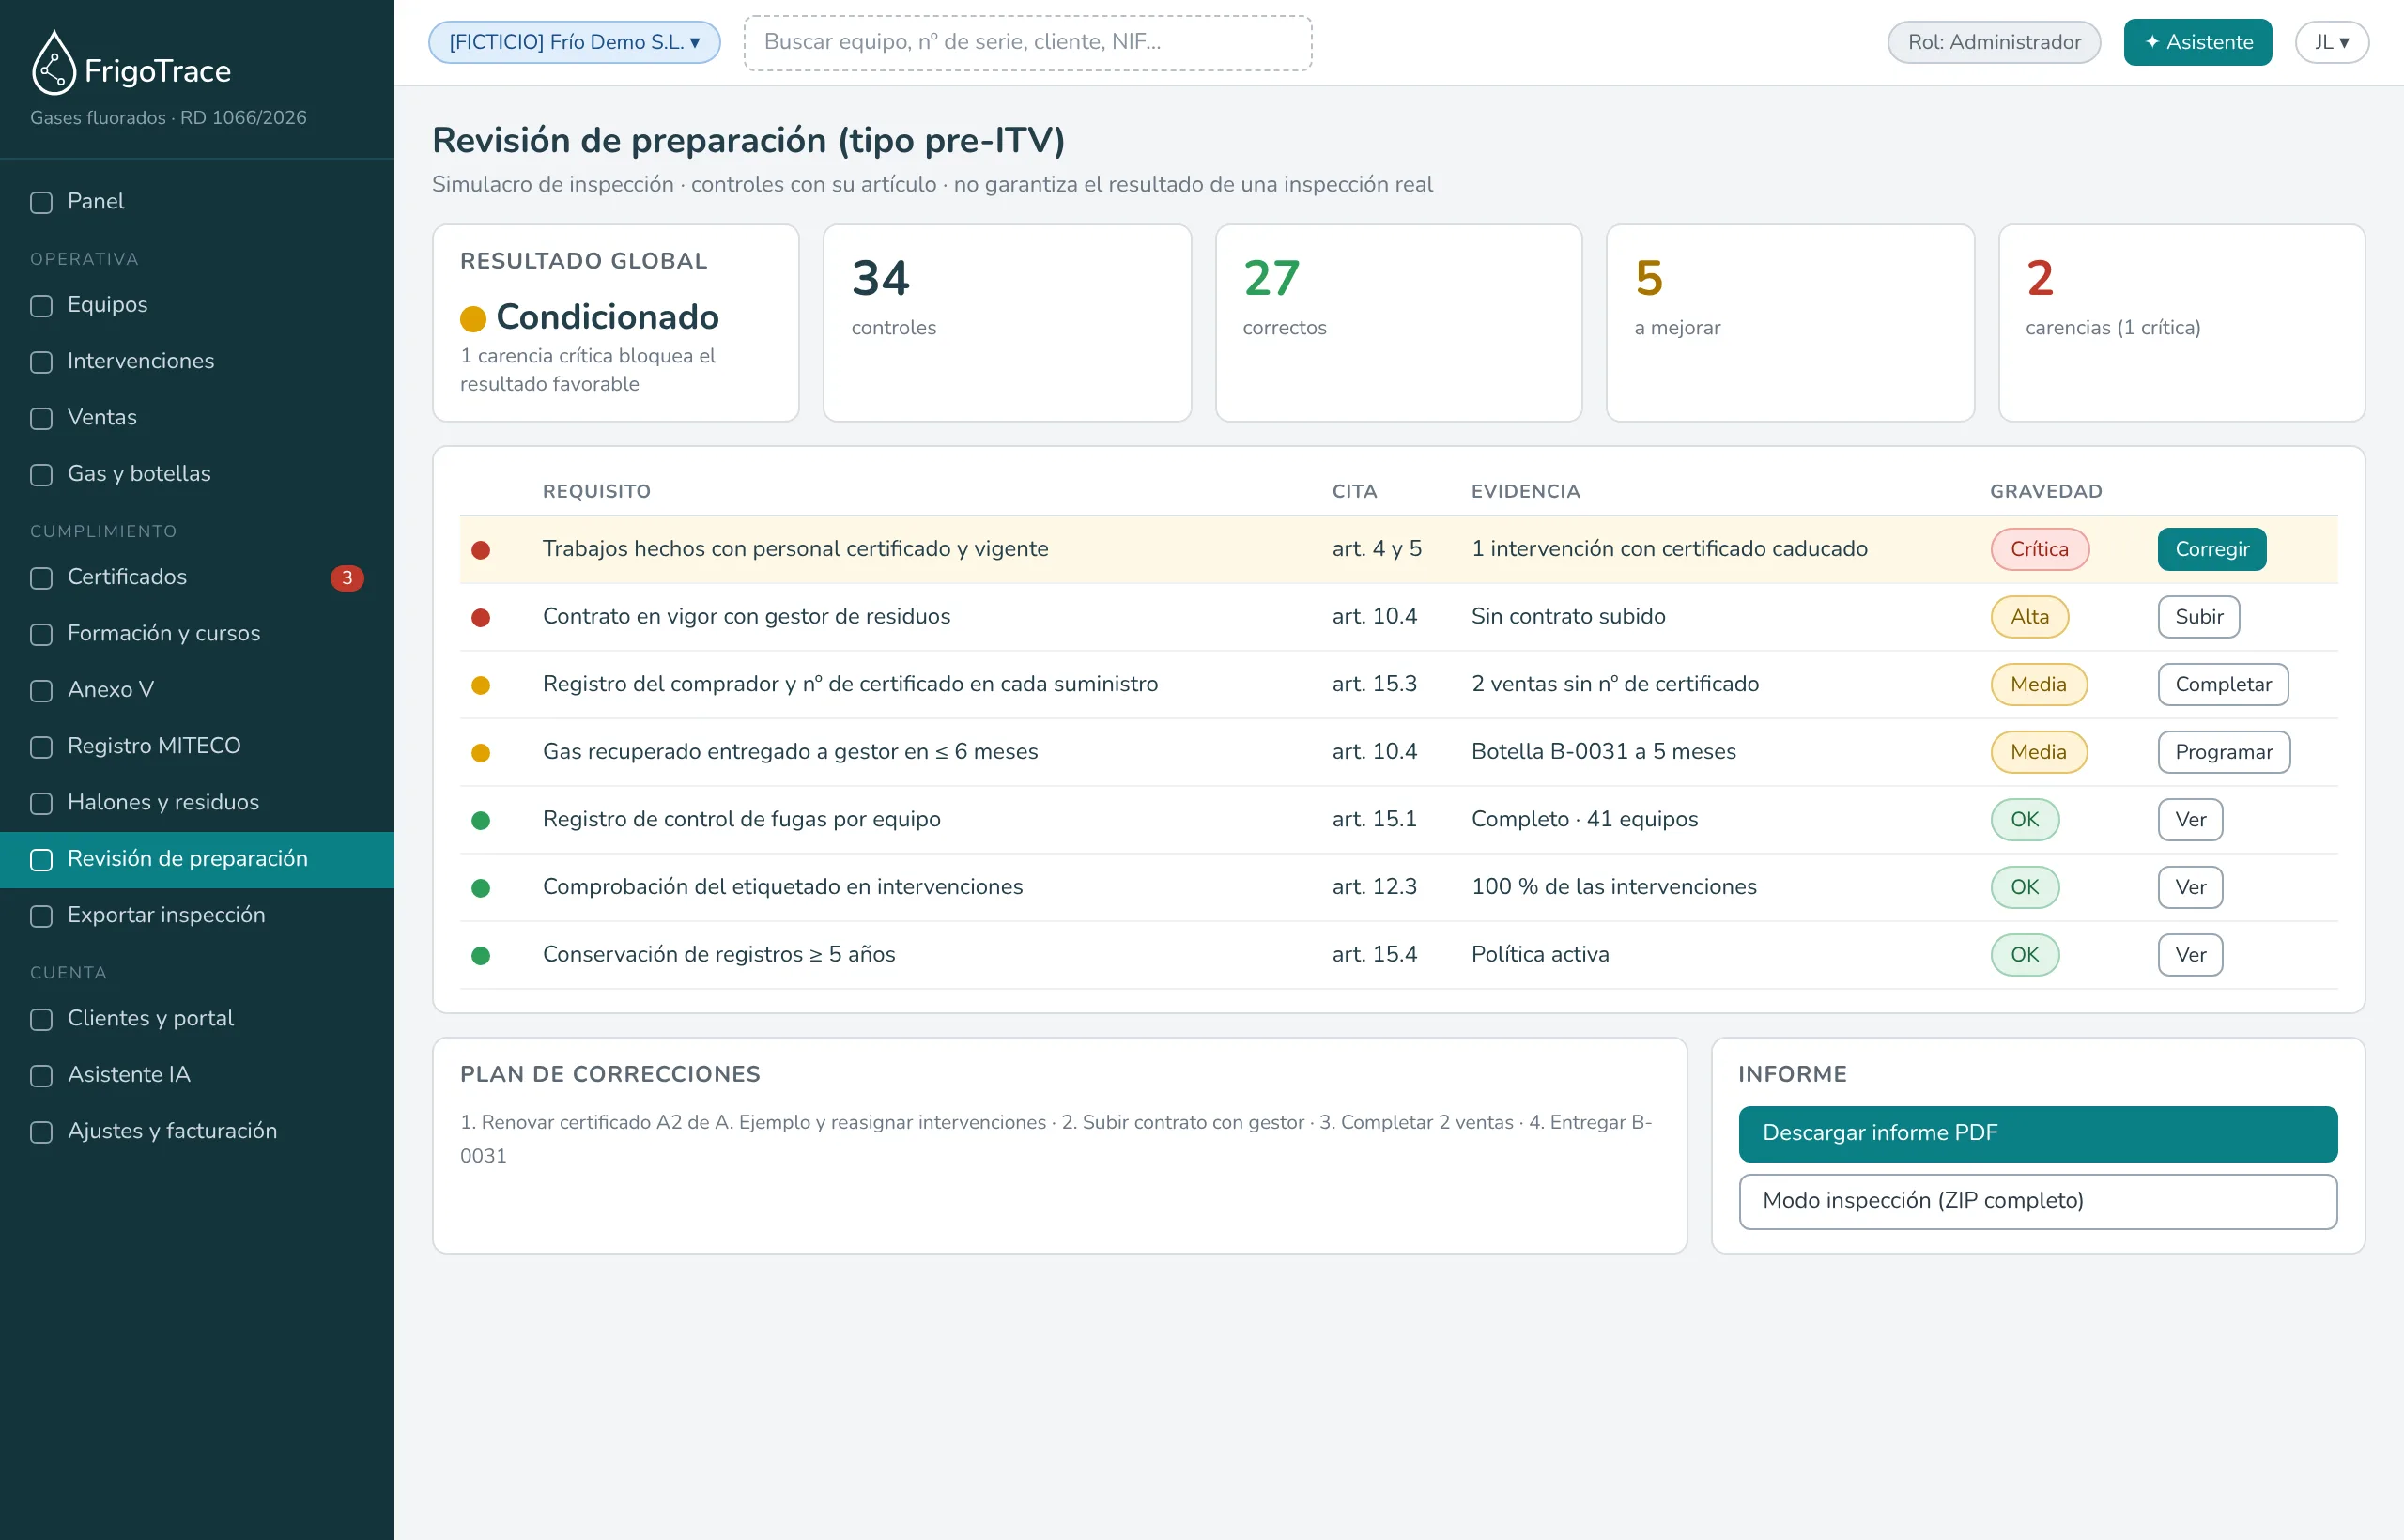 FrigoTrace
Gases fluorados · RD 1066/2026
Panel
OPERATIVA
Equipos
Intervenciones
Ventas
Gas y botellas
CUMPLIMIENTO
Certificados 3
Formación y cursos
Anexo V
Registro MITECO
Halones y residuos
Revisión de preparación
Exportar inspección
CUENTA
Clientes y portal
Asistente IA
Ajustes y facturación
[FICTICIO] Frío Demo S.L. ▾ Buscar equipo, nº de serie, cliente, NIF... Rol: Administrador ✦ Asistente JL ▾
Revisión de preparación (tipo pre-ITV)
Simulacro de inspección · controles con su artículo · no garantiza el resultado de una inspección real
RESULTADO GLOBAL
Condicionado
1 carencia crítica bloquea el
resultado favorable
34
controles
27
correctos
5
a mejorar
2
carencias (1 crítica)
REQUISITO CITA EVIDENCIA GRAVEDAD
Trabajos hechos con personal certificado y vigente art. 4 y 5 1 intervención con certificado caducado Crítica Corregir
Contrato en vigor con gestor de residuos art. 10.4 Sin contrato subido Alta Subir
Registro del comprador y nº de certificado en cada suministro art. 15.3 2 ventas sin nº de certificado Media Completar
Gas recuperado entregado a gestor en ≤ 6 meses art. 10.4 Botella B-0031 a 5 meses Media Programar
Registro de control de fugas por equipo art. 15.1 Completo · 41 equipos OK Ver
Comprobación del etiquetado en intervenciones art. 12.3 100 % de las intervenciones OK Ver
Conservación de registros ≥ 5 años art. 15.4 Política activa OK Ver
PLAN DE CORRECCIONES
1. Renovar certificado A2 de A. Ejemplo y reasignar intervenciones · 2. Subir contrato con gestor · 3. Completar 2 ventas · 4. Entregar B-
0031
INFORME
Descargar informe PDF
Modo inspección (ZIP completo)